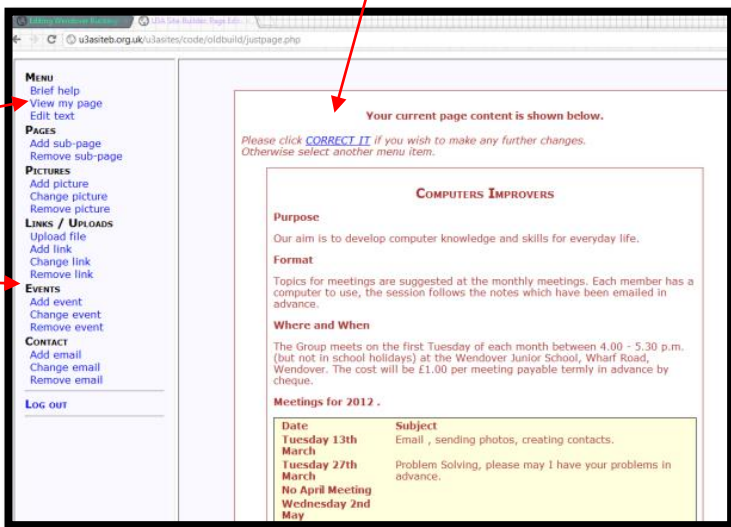 Editing Wendover Bucking
U3A Site Builder: Page Edit
u3asiteb.org.uk/u3asites/code/oldbuild/justpage.php
MENU
Brief help
View my page
Edit text
PAGES
Add sub-page
Remove sub-page
PICTURES
Add picture
Change picture
Remove picture
LINKS / UPLOADS
Upload file
Add link
Change link
Remove link
EVENTS
Add event
Change event
Remove event
CONTACT
Add email
Change email
Remove email
LOG OUT
Your current page content is shown below.
Please click CORRECT IT if you wish to make any further changes.
Otherwise select another menu item.
COMPUTERS IMPROVERS
Purpose
Our aim is to develop computer knowledge and skills for everyday life.
Format
Topics for meetings are suggested at the monthly meetings. Each member has a
computer to use, the session follows the notes which have been emailed in
advance.
Where and When
The Group meets on the first Tuesday of each month between 4.00 - 5.30 p.m.
(but not in school holidays) at the Wendover Junior School, Wharf Road,
Wendover. The cost will be £1.00 per meeting payable termly in advance by
cheque.
Meetings for 2012 .
Date Subject
Tuesday 13th Email , sending photos, creating contacts.
March
Tuesday 27th Problem Solving, please may I have your problems in
March advance.
No April Meeting
Wednesday 2nd
May